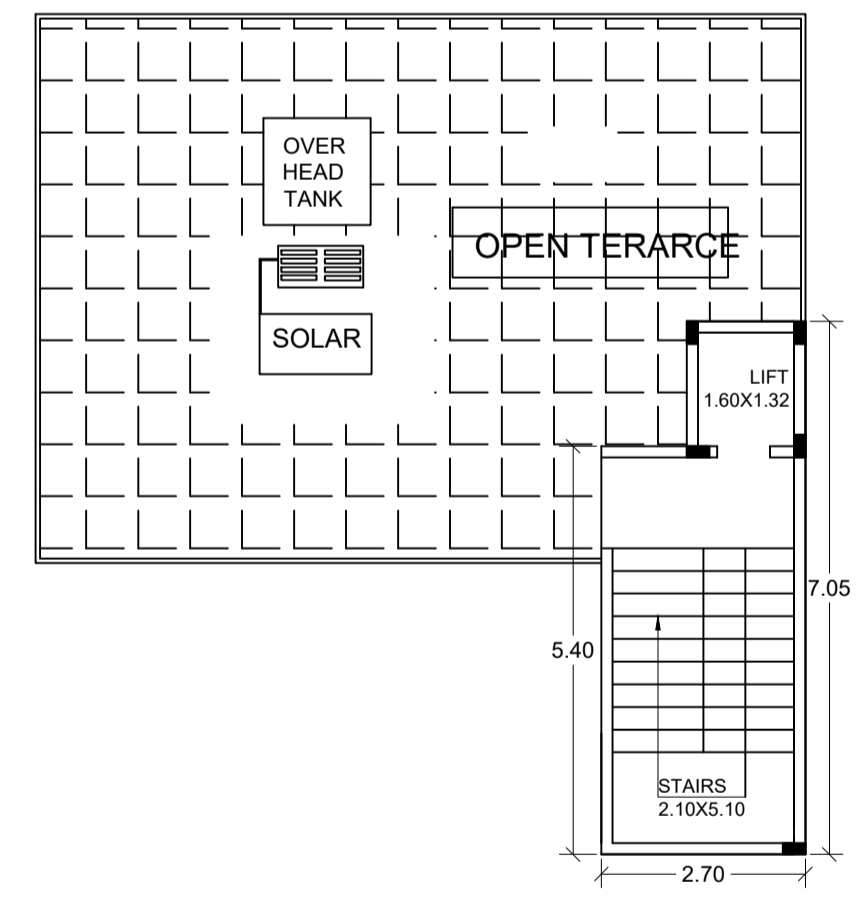 OVER
HEAD
TANK
OPEN TERARCE
SOLAR
LIFT
1.60X1.32
7.05
5.40
STAIRS
2.10X5.10
2.70